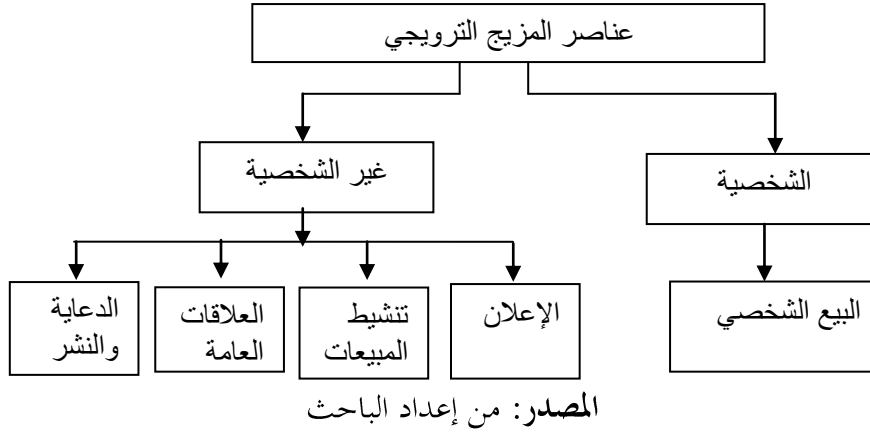 عناصر المزيج الترويجي
الشخصية
غير الشخصية
البيع الشخصي
الإعلان
تنشيط
المبيعات
العلاقات
العامة
الدعاية
والنشر
المصدر: من إعداد الباحث